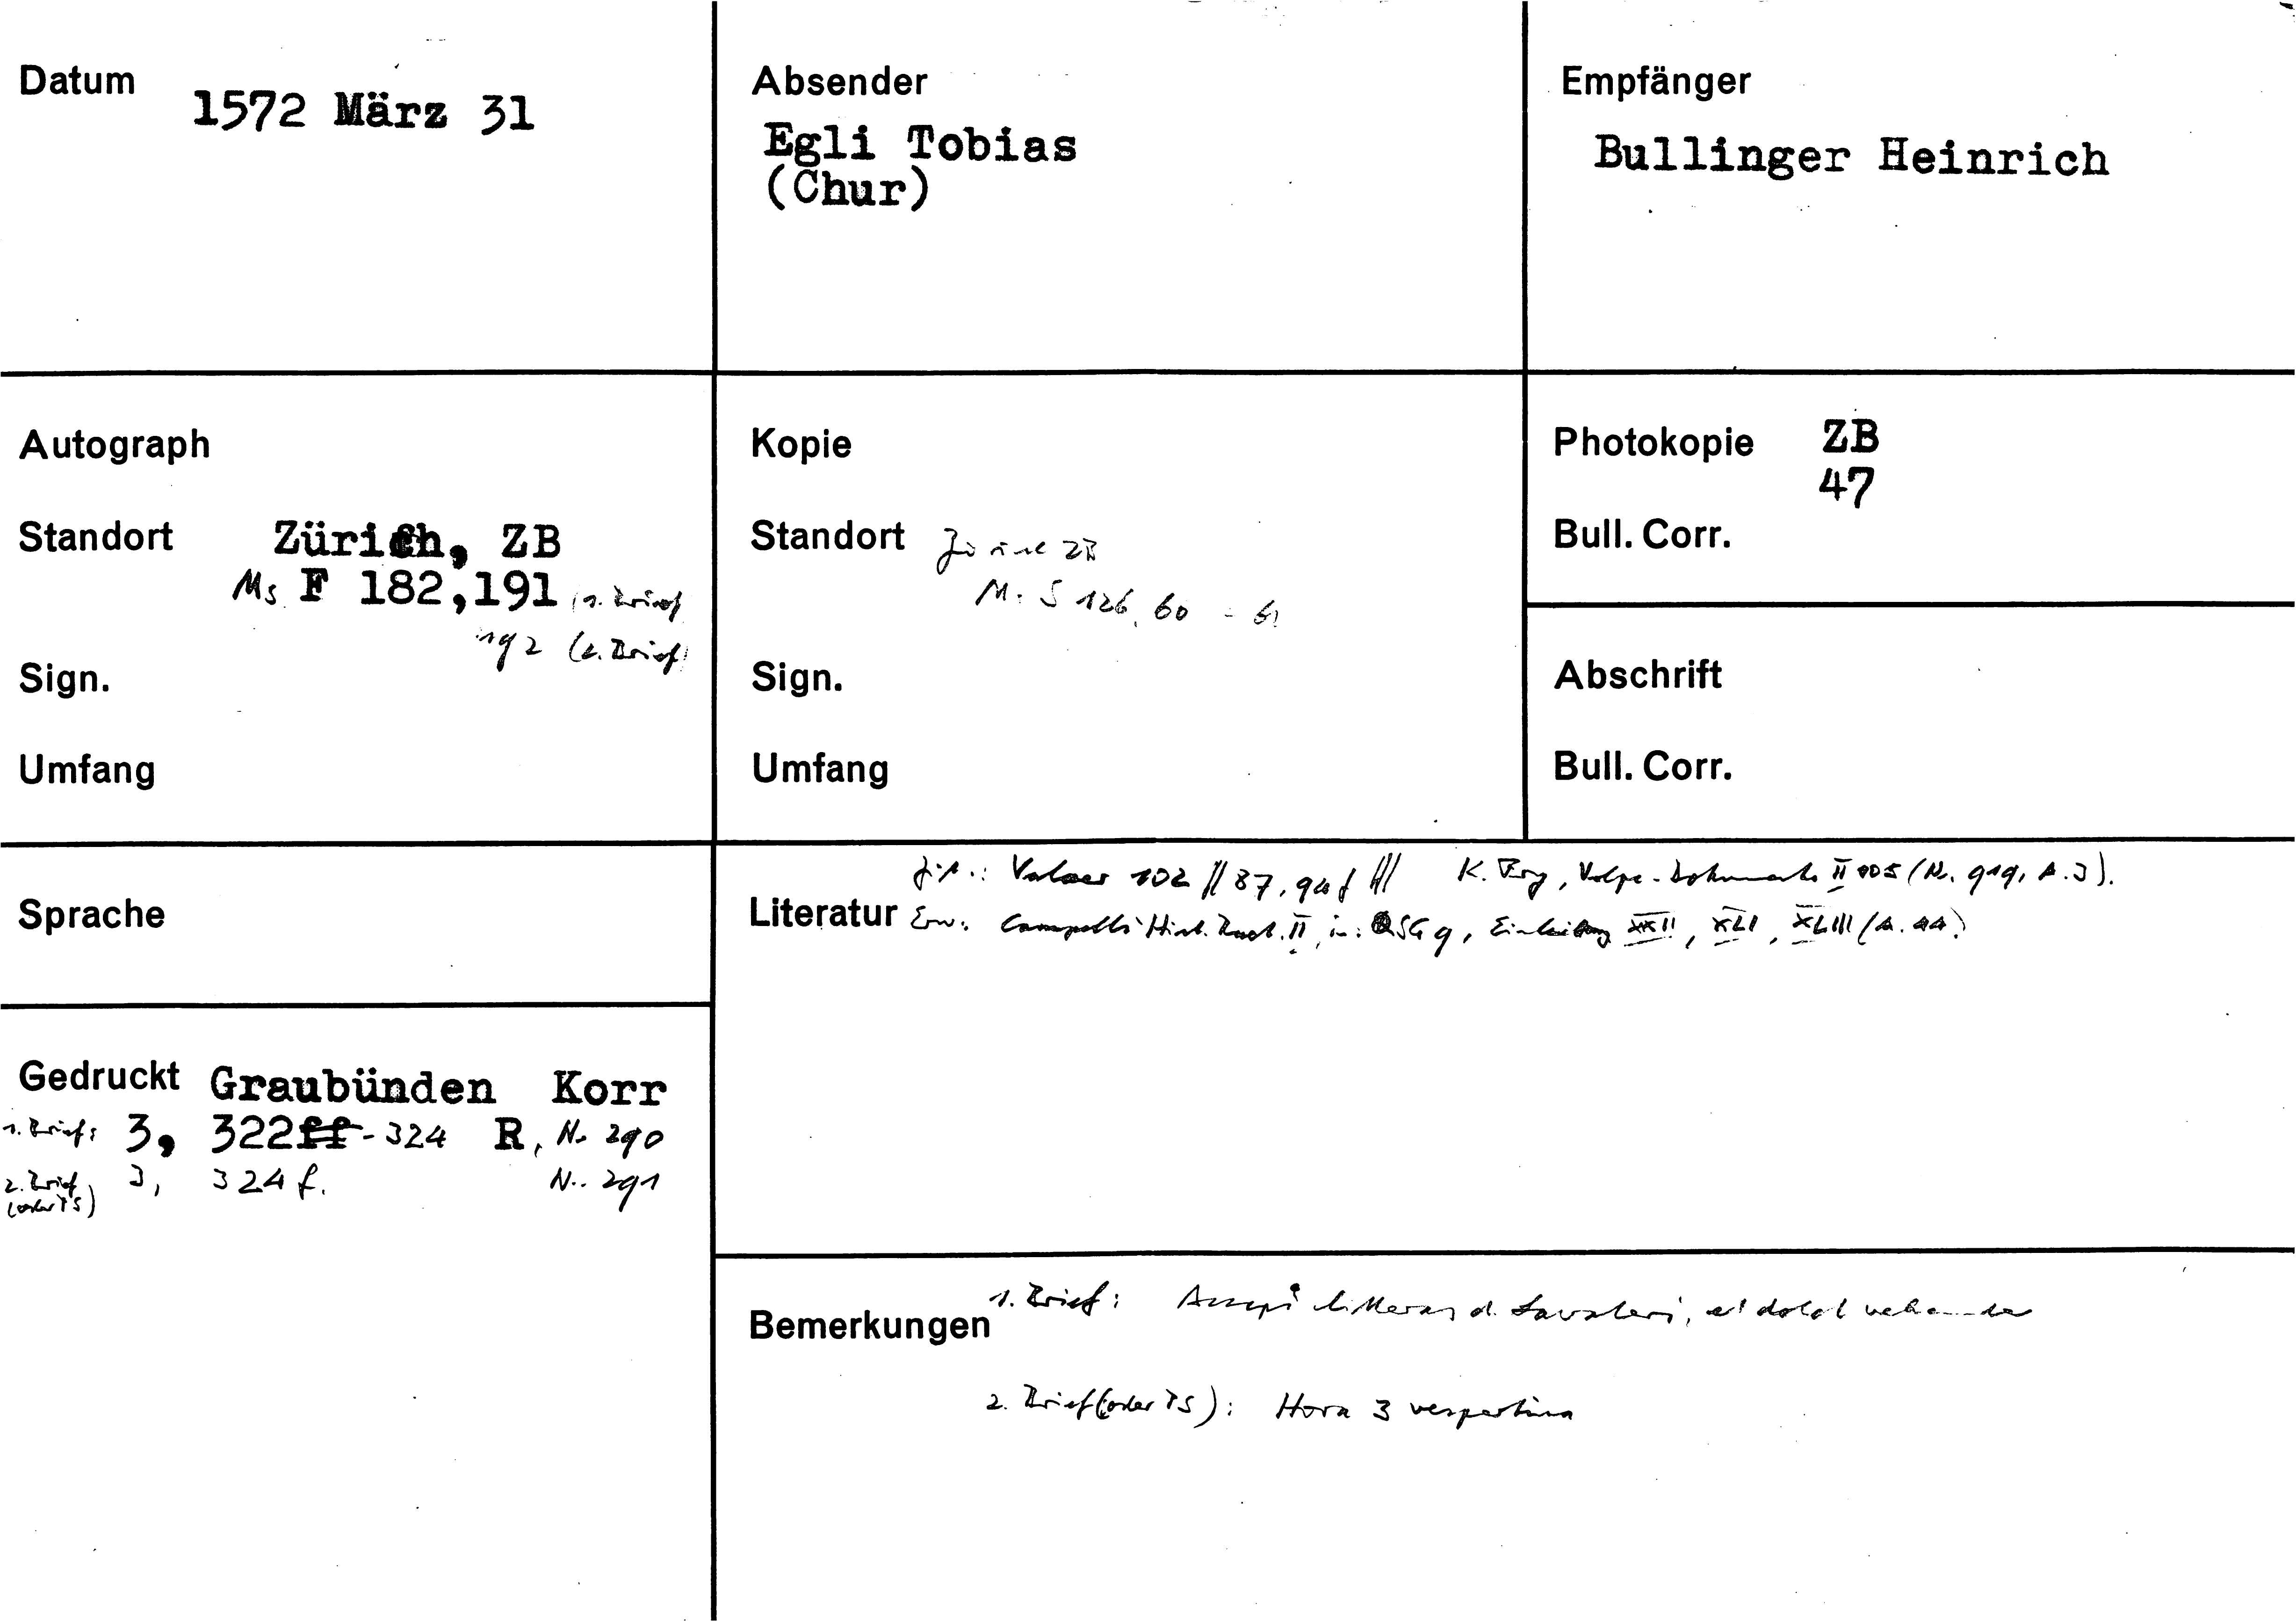 Datum
1572 März 31
Absender
Egli Tobias
(Chur)
Empfänger
Bullinger Heinrich
Autograph
Standort Zürich, ZB
Ms F 182,191 (1. Brief)
192 (2. Brief)
Sign.
Umfang
Kopie
Standort Zürich ZB
Ms S 126, 60 - 61
Sign.
Umfang
Photokopie ZB
47
Bull. Corr.
Abschrift
Bull. Corr.
Sprache
Zit.: Valaer 102 // 87, 94f /// K. Fry, Volpe-Dokumente II 105 (Nr. 919, A. 3).
Literatur Erw. Campells Hist. Raet. II, in: QSG 9, Einleitung XXII, XLI, XLIII (A. 44)
Gedruckt Graubünden Korr
1. Brief: 3, 322ff - 324 R, Nr. 290
2. Brief 3, 324 f. Nr. 291
(oder PS)
Bemerkungen 1. Brief: Accepi litteras d. et dolet
2. Brief (oder PS): Hora 3 vespertina